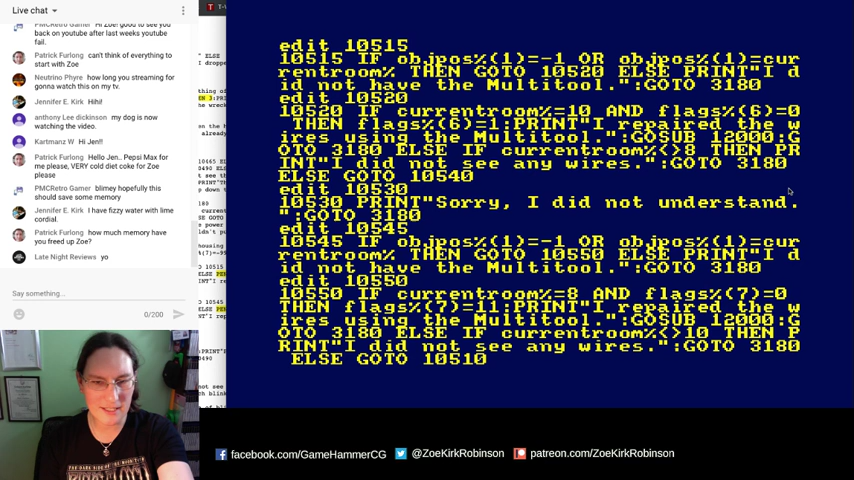 Live chat
PMCRetro Gamer Hi Zoe! good to see you
back on youtube after last weeks youtube
fail.
Patrick Furlong can't think of everything to
start with Zoe
Neutrino Phyre how long you streaming for
gonna watch this on my tv.
Jennifer E. Kirk Hihi!
anthony Lee dickinson my dog is now
watching the video.
Kartmanz W Hi Jen!!
Patrick Furlong Hello Jen.. Pepsi Max for
me please, VERY cold diet coke for Zoe
please
PMCRetro Gamer blimey hopefully this
should save some memory
Jennifer E. Kirk I have fizzy water with lime
cordial.
Patrick Furlong how much memory have
you freed up Zoe?
Late Night Reviews yo
Say something...
0/200
edit 10515
10515 IF objpos%(1)=-1 OR objpos%(1)=cur
rentroom% THEN GOTO 10520 ELSE PRINT"I d
id not have the Multitool.":GOTO 3180
edit 10520
10520 IF currentroom%=10 AND flags%(6)=0
THEN flags%(6)=1:PRINT"I repaired the w
ires using the Multitool.":GOSUB 12000:G
OTO 3180 ELSE IF currentroom%<>8 THEN PR
INT"I did not see any wires.":GOTO 3180
ELSE GOTO 10540
edit 10530
10530 PRINT"Sorry, I did not understand.
":GOTO 3180
edit 10545
10545 IF objpos%(1)=-1 OR objpos%(1)=cur
rentroom% THEN GOTO 10550 ELSE PRINT"I d
id not have the Multitool.":GOTO 3180
edit 10550
10550 IF currentroom%=8 AND flags%(7)=0
THEN flags%(7)=11:PRINT"I repaired the w
ires using the Multitool.":GOSUB 12000:G
OTO 3180 ELSE IF currentroom%<>10 THEN P
RINT"I did not see any wires.":GOTO 3180
ELSE GOTO 10510
facebook.com/GameHammerCG
@ZoeKirkRobinson
patreon.com/ZoeKirkRobinson